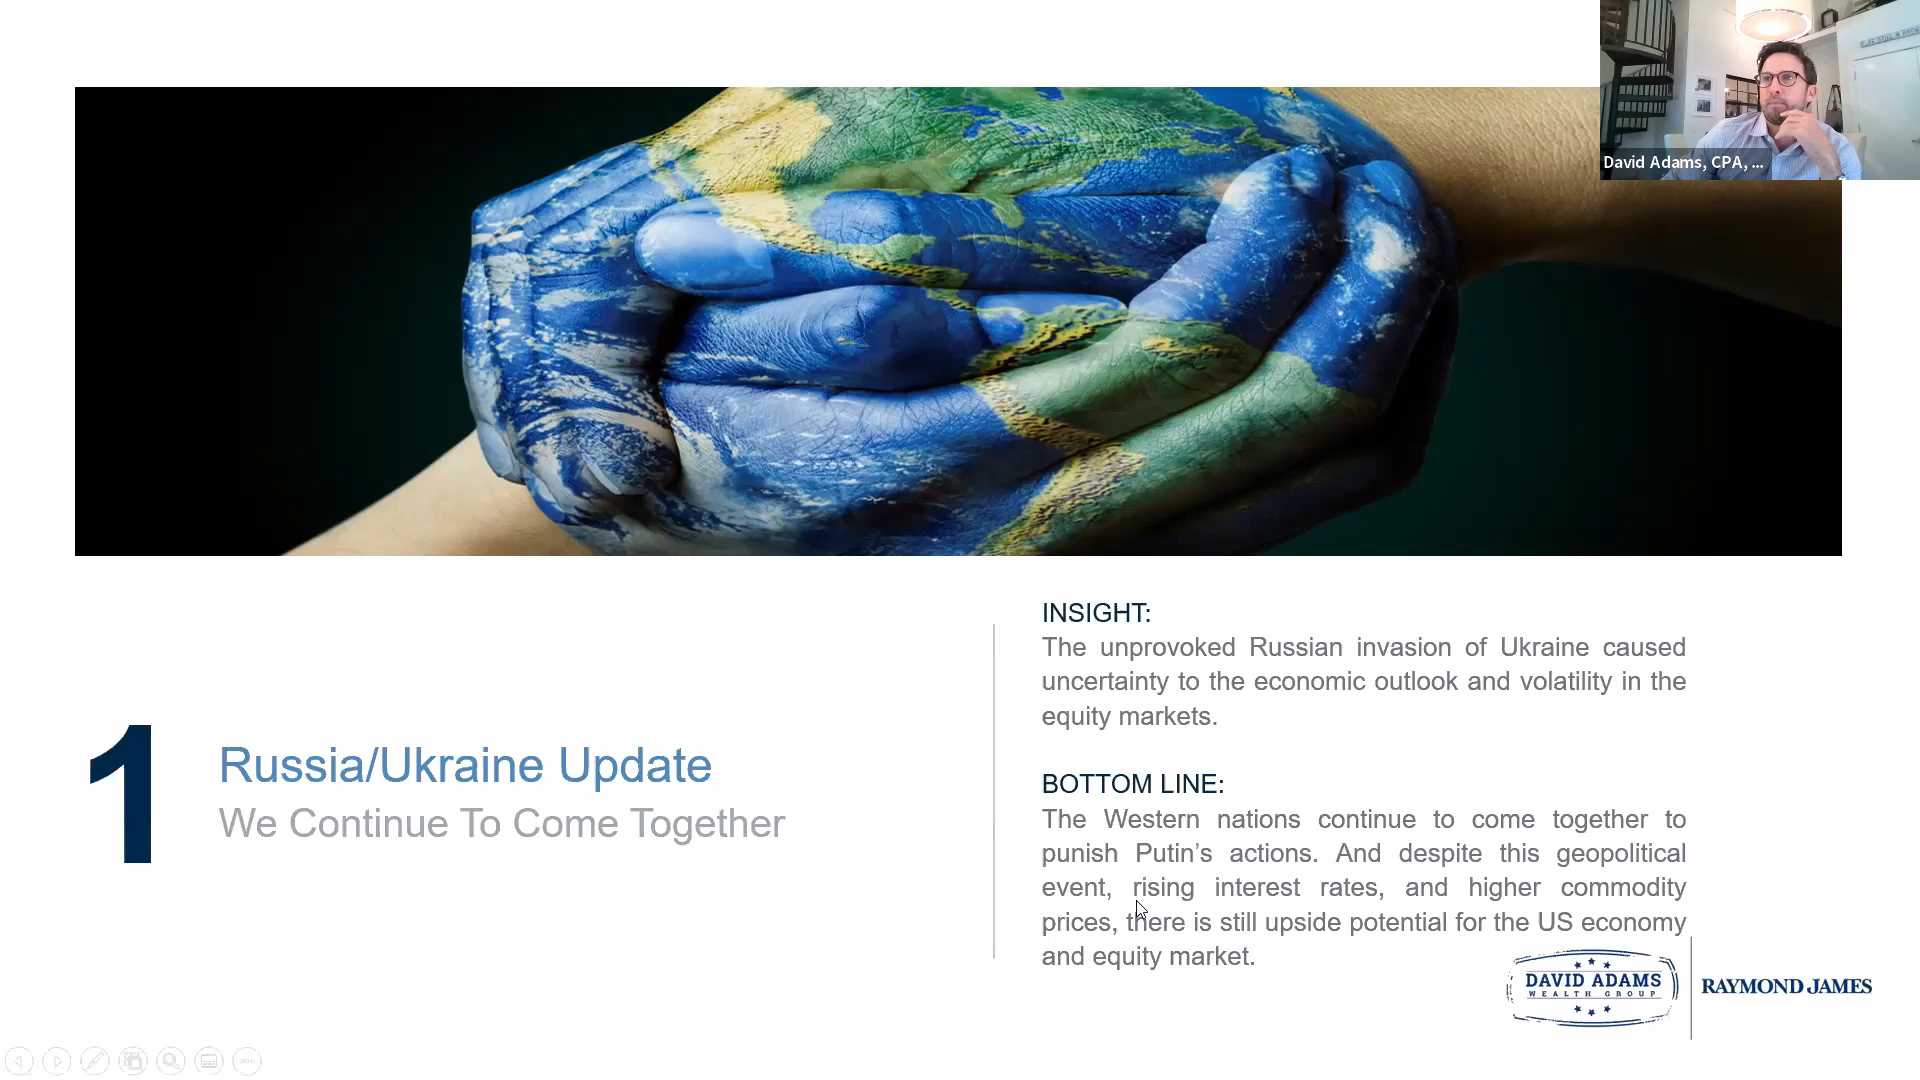 David Adams, CPA, ...
INSIGHT:
The unprovoked Russian invasion of Ukraine caused
uncertainty to the economic outlook and volatility in the
equity markets.
1
Russia/Ukraine Update
We Continue To Come Together
BOTTOM LINE:
The Western nations continue to come together to
punish Putin’s actions. And despite this geopolitical
event, rising interest rates, and higher commodity
prices, there is still upside potential for the US economy
and equity market.
DAVID ADAMS
WEALTH GROUP
RAYMOND JAMES